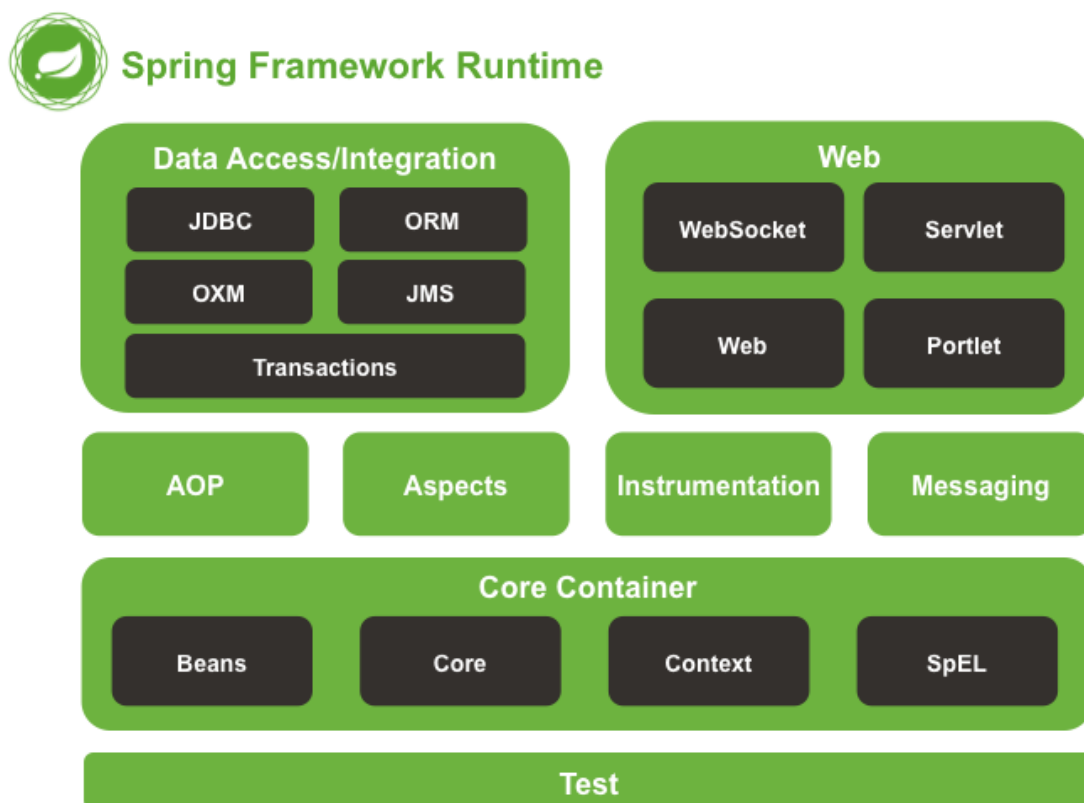 Spring Framework Runtime
Data Access/Integration
JDBC
ORM
OXM
JMS
Transactions
Web
WebSocket
Servlet
Web
Portlet
AOP
Aspects
Instrumentation
Messaging
Core Container
Beans
Core
Context
SpEL
Test